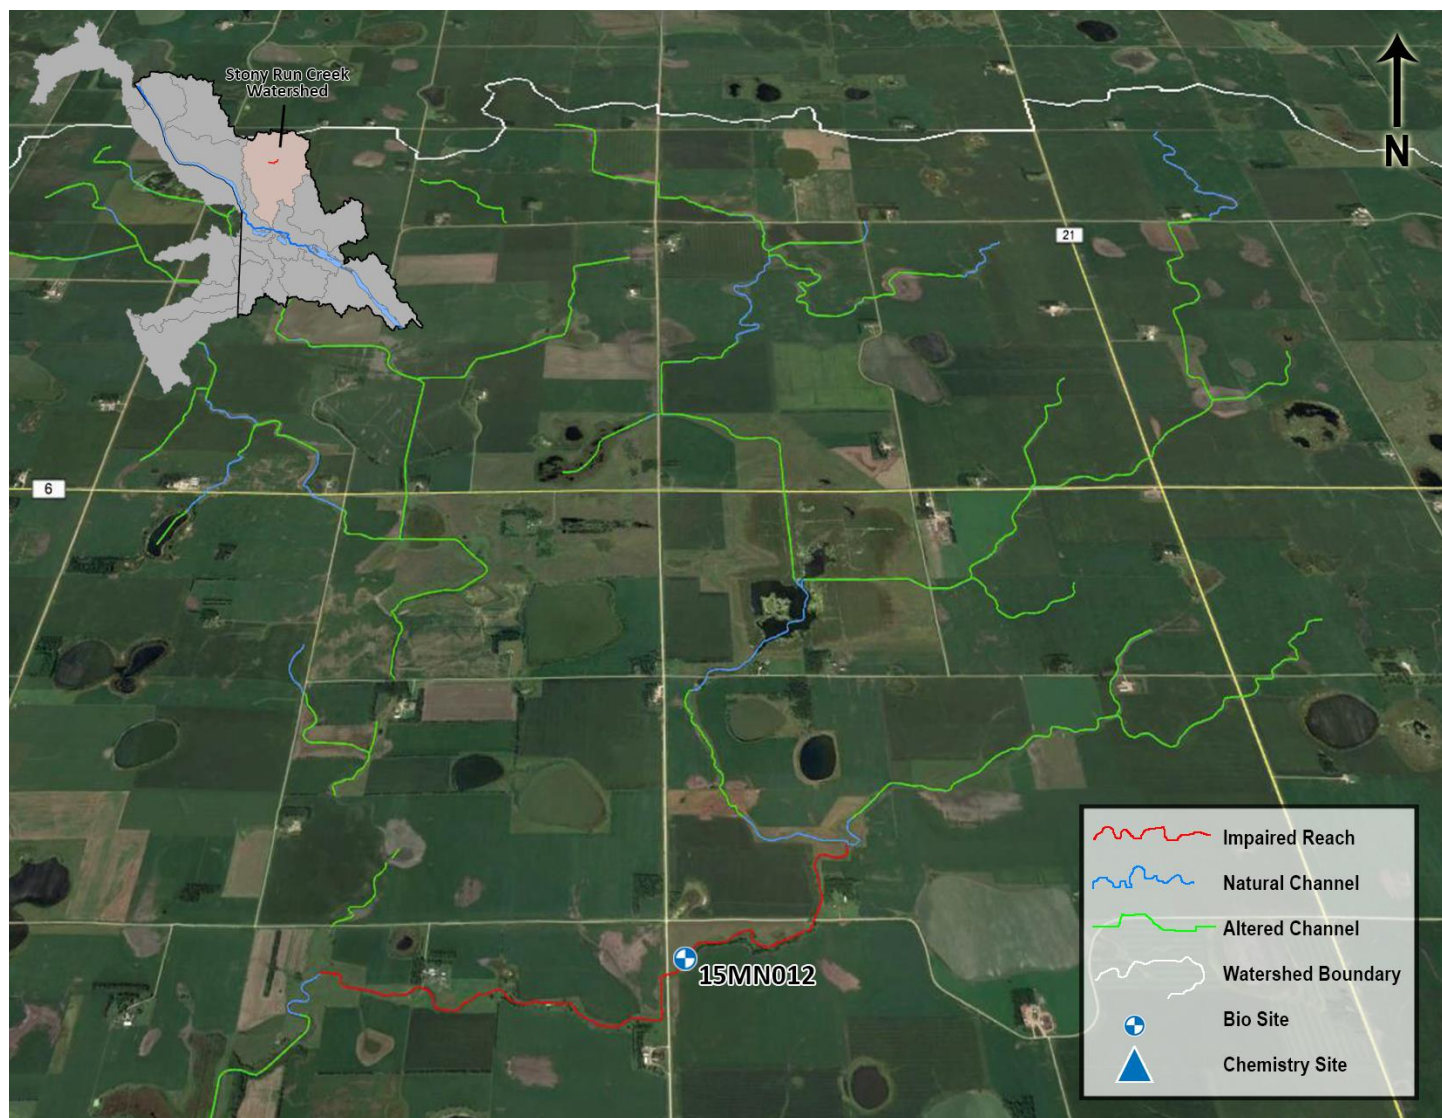 Stony Run Creek
Watershed
N
21
6
15MN012
Impaired Reach
Natural Channel
Altered Channel
Watershed Boundary
Bio Site
Chemistry Site